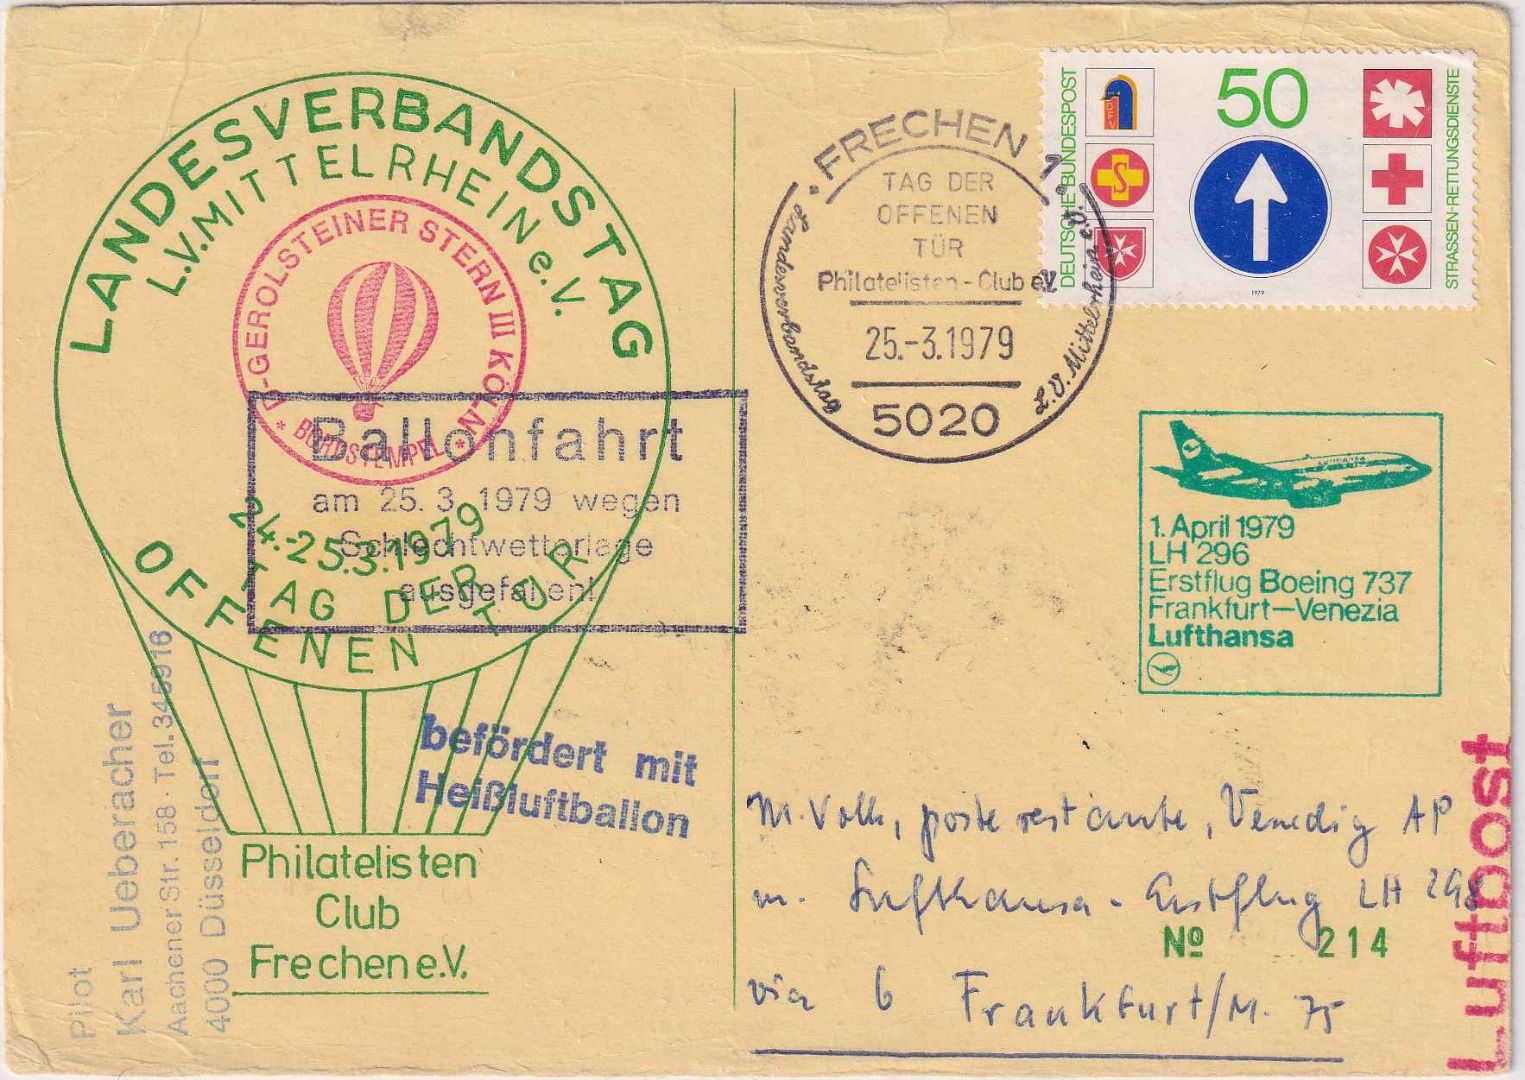 LANDESVERBANDSTAG
L.V. MITTELRHEIN e.V.
D-GEROLSTEINER STERN III KÖLN
* BORDSTEMPEL *
Ballonfahrt
am 25. 3. 1979 wegen
Schlechtwetterlage
ausgefallen!
24.-25.3.1979
TAG DER
OFFENEN TÜR
befördert mit
Heißluftballon
Philatelisten
Club
Frechen e.V.
Pilot
Karl Ueberacher
Aachener Str. 158 · Tel. 345916
4000 Düsseldorf
FRECHEN 1
TAG DER
OFFENEN
TÜR
Philatelisten-Club eV.
Landesverbandstag
L.V. Mittelrhein e.V.
25.-3.1979
5020
DEUTSCHE BUNDESPOST
50
STRASSEN-RETTUNGSDIENSTE
DFV
S
1979
1. April 1979
LH 296
Erstflug Boeing 737
Frankfurt–Venezia
Lufthansa
M. Volk, poste restante, Venedig AP
m. Lufthansa-Erstflug LH 298
№ 214
via 6 Frankfurt/M. 75
Luftpost